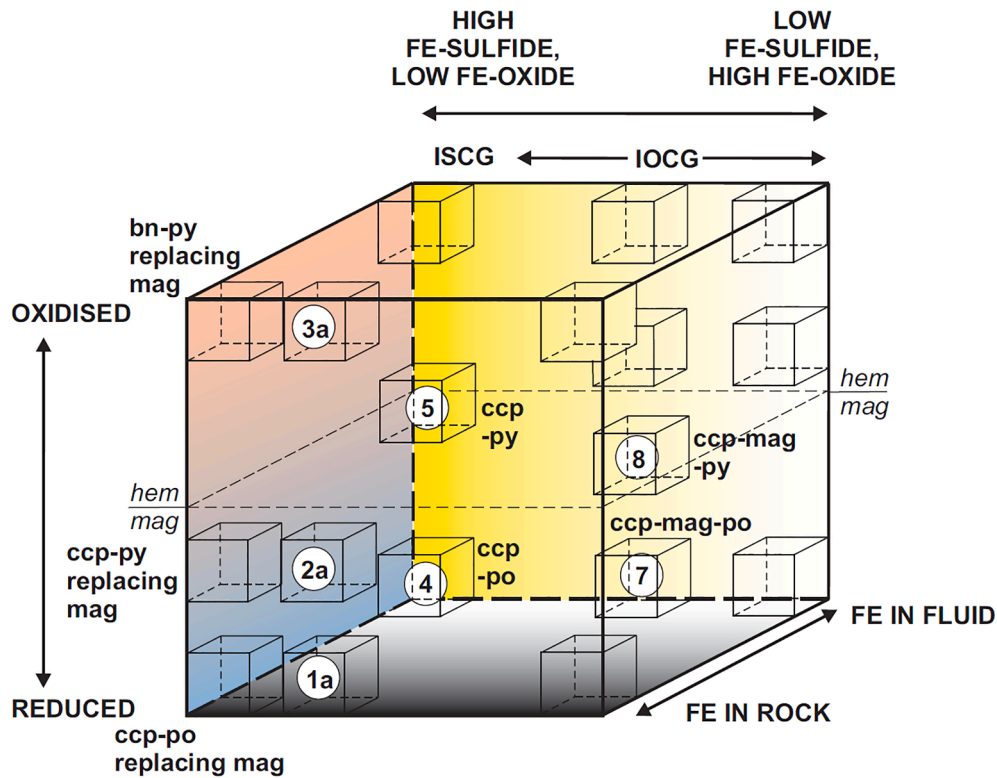 HIGH
FE-SULFIDE,
LOW FE-OXIDE
LOW
FE-SULFIDE,
HIGH FE-OXIDE
ISCG
IOCG
bn-py
replacing
mag
OXIDISED
3a
hem
mag
5
ccp
-py
8
ccp-mag
-py
hem
mag
ccp-mag-po
ccp-py
replacing
mag
2a
4
ccp
-po
7
FE IN FLUID
1a
REDUCED
FE IN ROCK
ccp-po
replacing mag